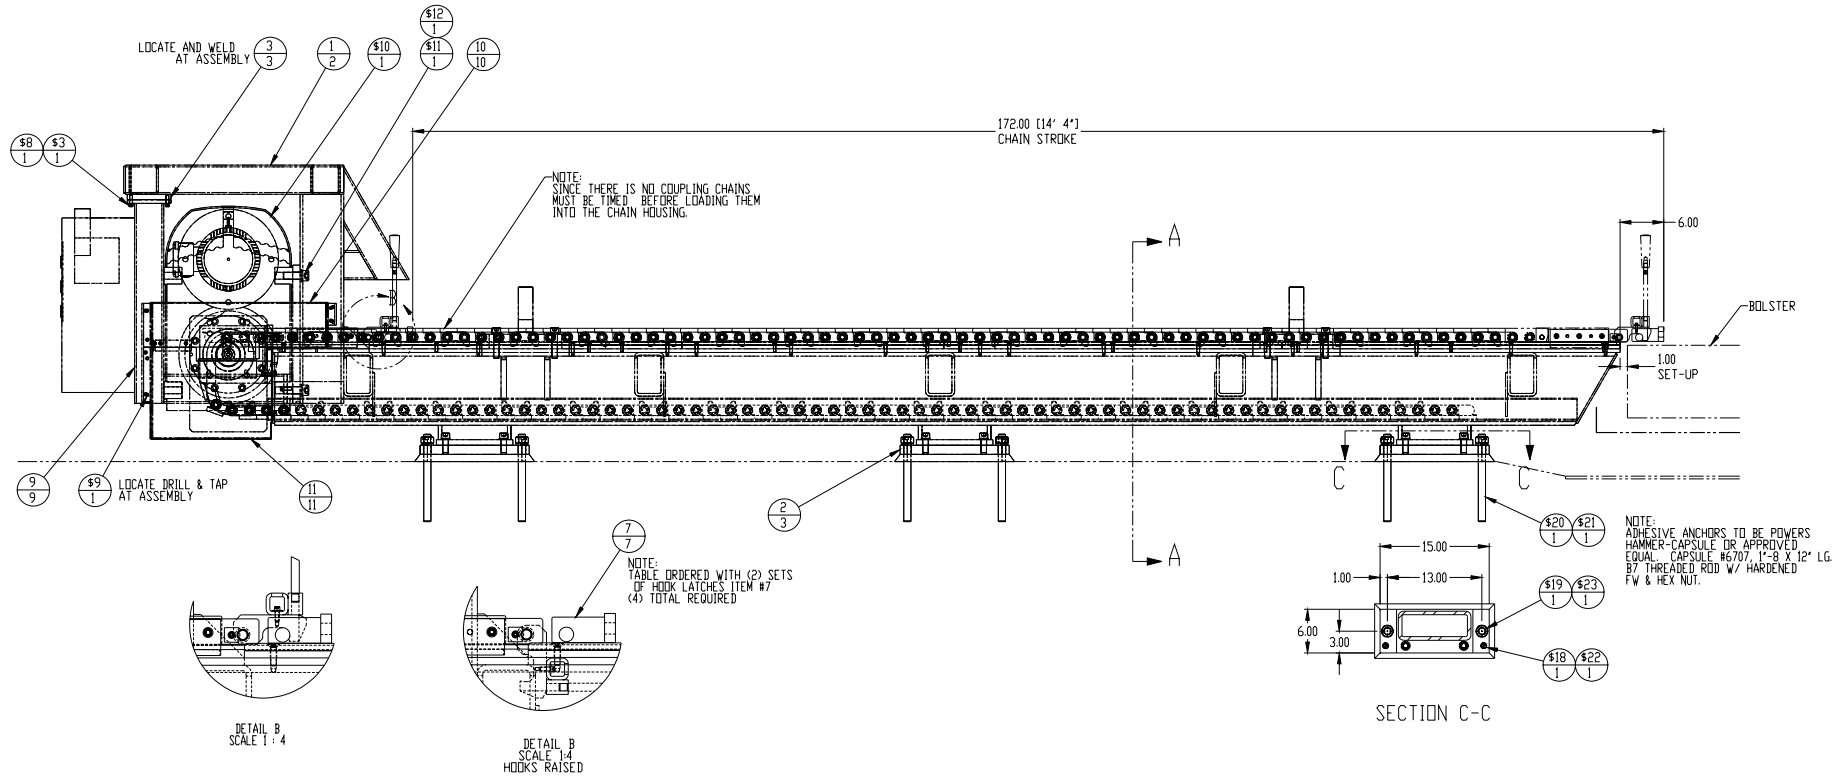 $12
1
LOCATE AND WELD
AT ASSEMBLY
3
3
1
2
$10
1
$11
1
10
10
172.00 [14' 4"]
CHAIN STROKE
$8
1
$3
1
NOTE:
SINCE THERE IS NO COUPLING CHAINS
MUST BE TIMED BEFORE LOADING THEM
INTO THE CHAIN HOUSING.
6.00
A
B
BOLSTER
1.00
SET-UP
9
9
$9
1
LOCATE DRILL & TAP
AT ASSEMBLY
11
11
2
3
C
C
A
$20
1
$21
1
NOTE:
ADHESIVE ANCHORS TO BE POWERS
HAMMER-CAPSULE OR APPROVED
EQUAL. CAPSULE #6707, 1"-8 X 12" LG.
B7 THREADED ROD W/ HARDENED
FW & HEX NUT.
7
7
NOTE:
TABLE ORDERED WITH (2) SETS
OF HOOK LATCHES ITEM #7
(4) TOTAL REQUIRED
15.00
1.00
13.00
$19
1
$23
1
6.00
3.00
$18
1
$22
1
SECTION C-C
DETAIL B
SCALE 1 : 4
DETAIL B
SCALE 1:4
HOOKS RAISED